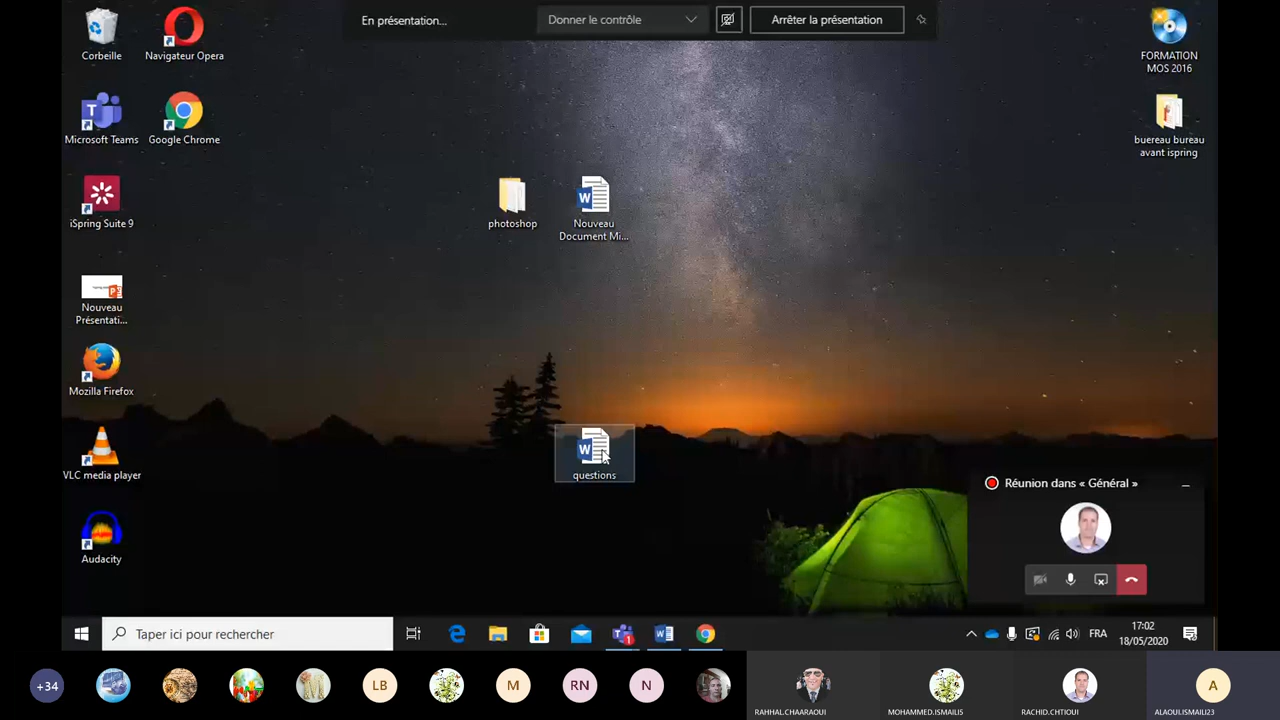 En présentation...
Donner le contrôle
Arrêter la présentation
Corbeille
Navigateur Opera
FORMATION
MOS 2016
Microsoft Teams
Google Chrome
buereau bureau
avant ispring
iSpring Suite 9
photoshop
Nouveau
Document Mi...
Nouveau
Présentati...
Mozilla Firefox
VLC media player
questions
Réunion dans « Général »
Audacity
Taper ici pour rechercher
1
FRA
17:02
18/05/2020
+34
LB
M
RN
N
A
RAHHAL.CHAARAOUI
MOHAMMED.ISMAILIS
RACHID.CHTIOUI
ALAOUI.ISMAILI23